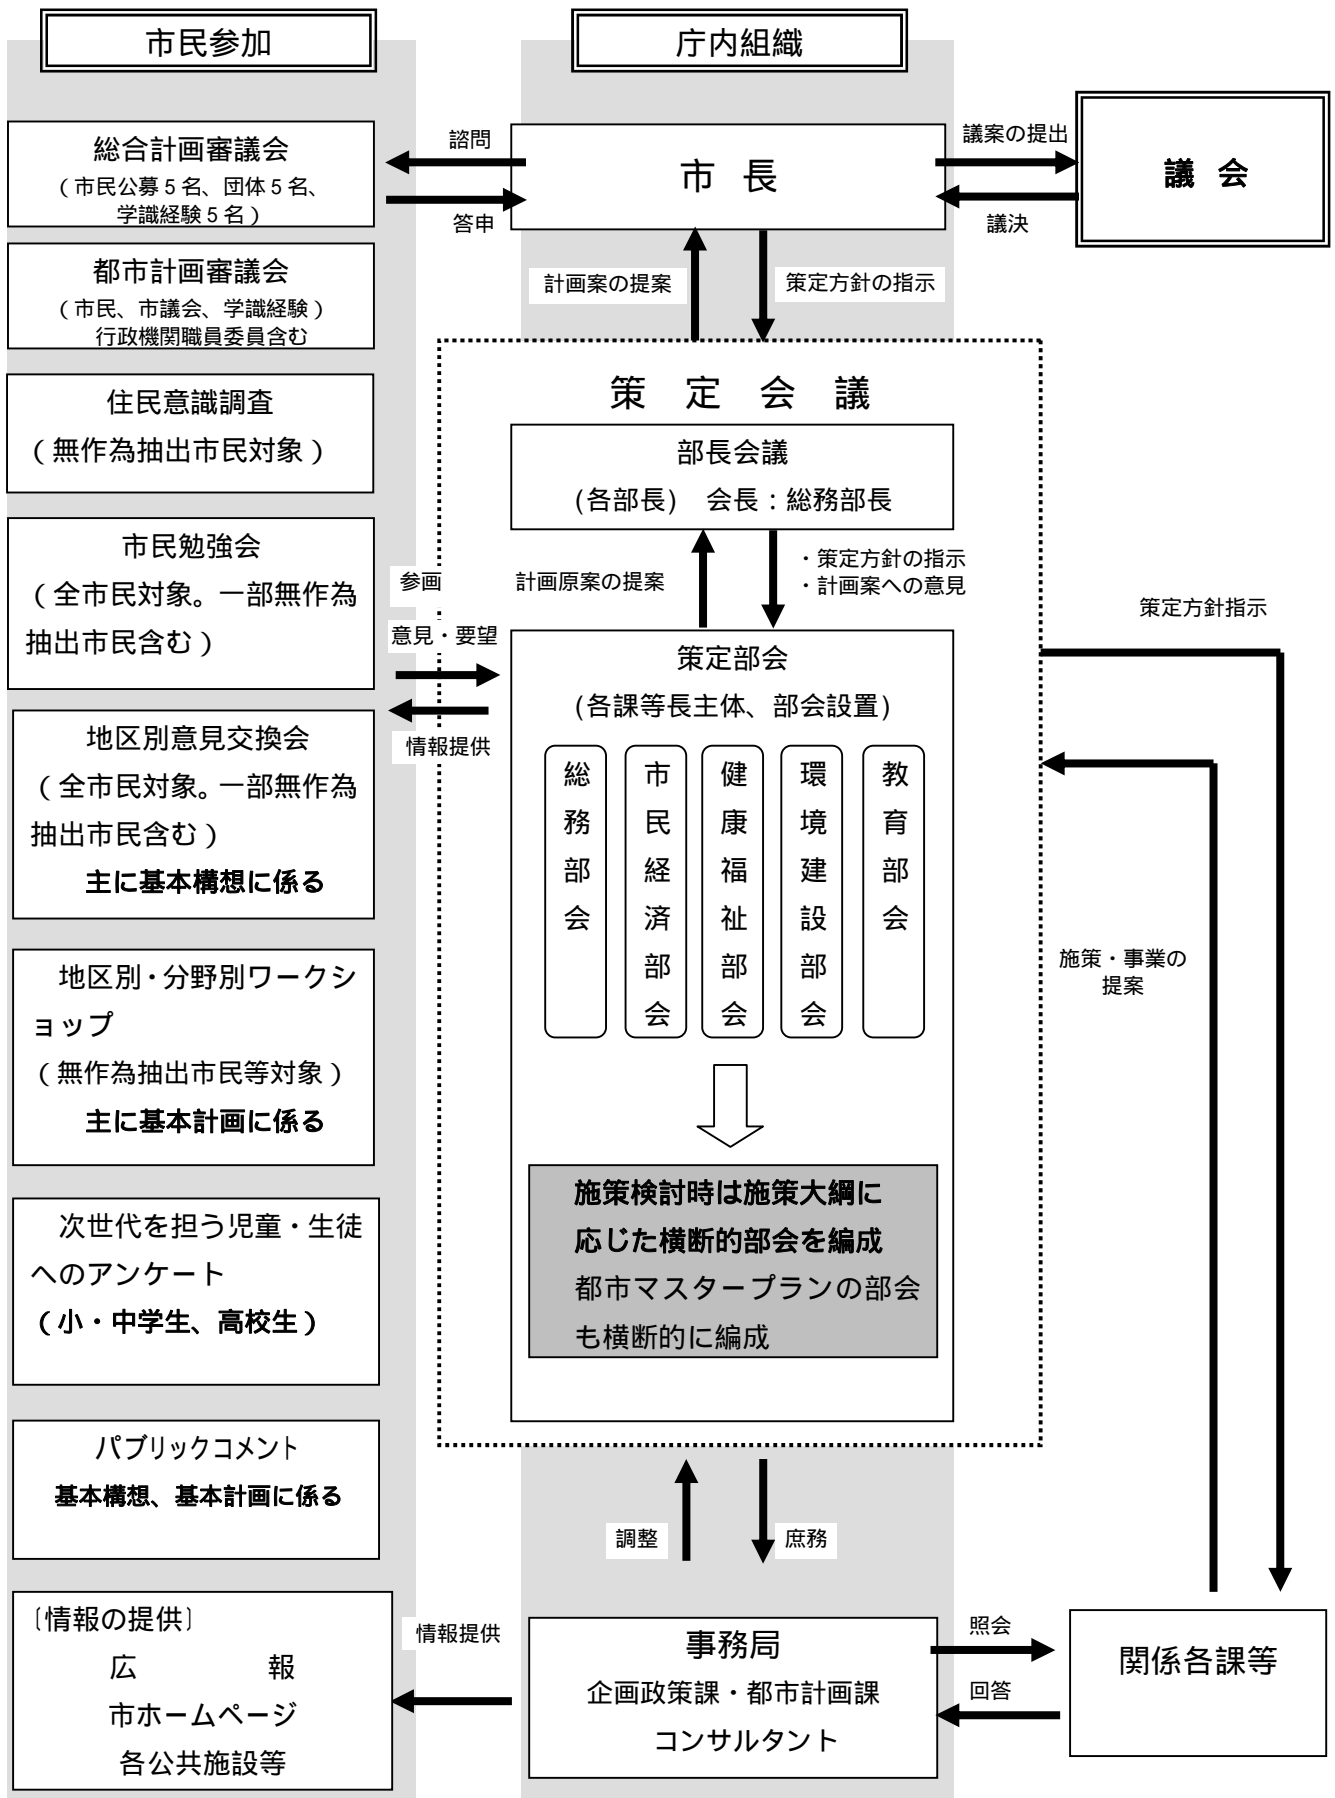 市民参加
庁内組織
総合計画審議会
（市民公募５名、団体５名、
学識経験５名）
諮問
答申
市　長
議案の提出
議決
議　会
都市計画審議会
（市民、市議会、学識経験）
行政機関職員委員含む
計画案の提案
策定方針の指示
住民意識調査
（無作為抽出市民対象）
策　定　会　議
部長会議
(各部長)　会長：総務部長
市民勉強会
（全市民対象。一部無作為
抽出市民含む）
参画
意見・要望
情報提供
計画原案の提案
・策定方針の指示
・計画案への意見
策定方針指示
策定部会
(各課等長主体、部会設置)
総務部会
市民経済部会
健康福祉部会
環境建設部会
教育部会
地区別意見交換会
（全市民対象。一部無作為
抽出市民含む）
主に基本構想に係る
施策・事業の
提案
地区別・分野別ワークシ
ョップ
（無作為抽出市民等対象）
主に基本計画に係る
施策検討時は施策大綱に
応じた横断的部会を編成
都市マスタープランの部会
も横断的に編成
次世代を担う児童・生徒
へのアンケート
（小・中学生、高校生）
パブリックコメント
基本構想、基本計画に係る
調整
庶務
〔情報の提供〕
広　　　　　報
市ホームページ
各公共施設等
情報提供
事務局
企画政策課・都市計画課
コンサルタント
照会
回答
関係各課等